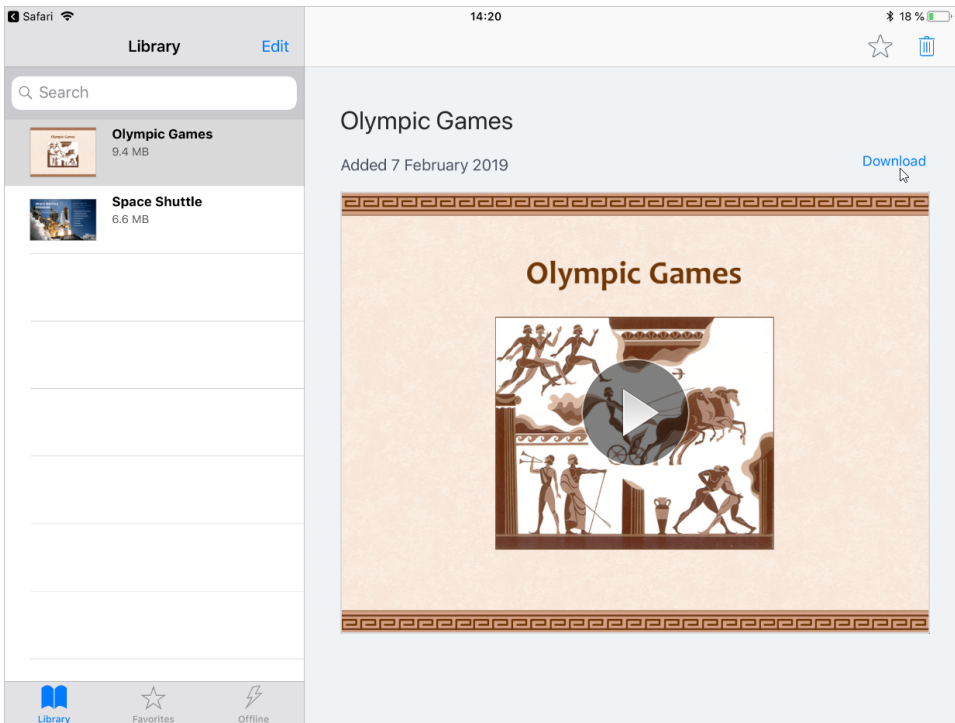 Safari
14:20
18 %
Library
Edit
Search
Olympic Games
9.4 MB
Space Shuttle
6.6 MB
Library
Favorites
Offline
Olympic Games
Added 7 February 2019
Download
Olympic Games